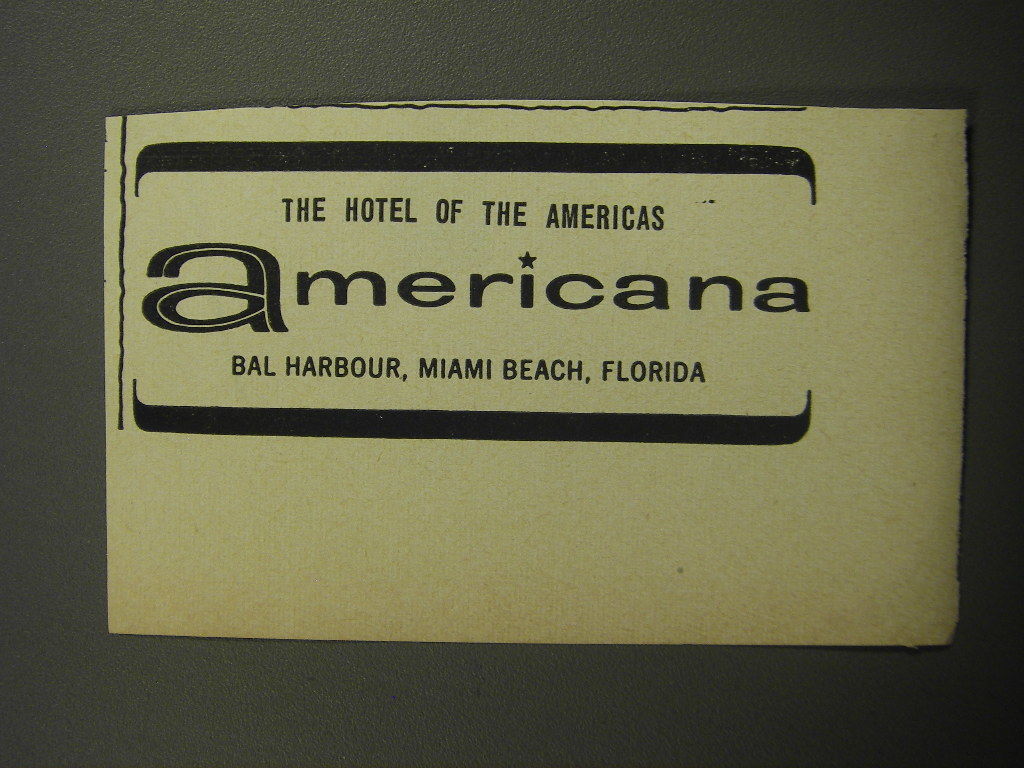 THE HOTEL OF THE AMERICAS
americana
BAL HARBOUR, MIAMI BEACH, FLORIDA